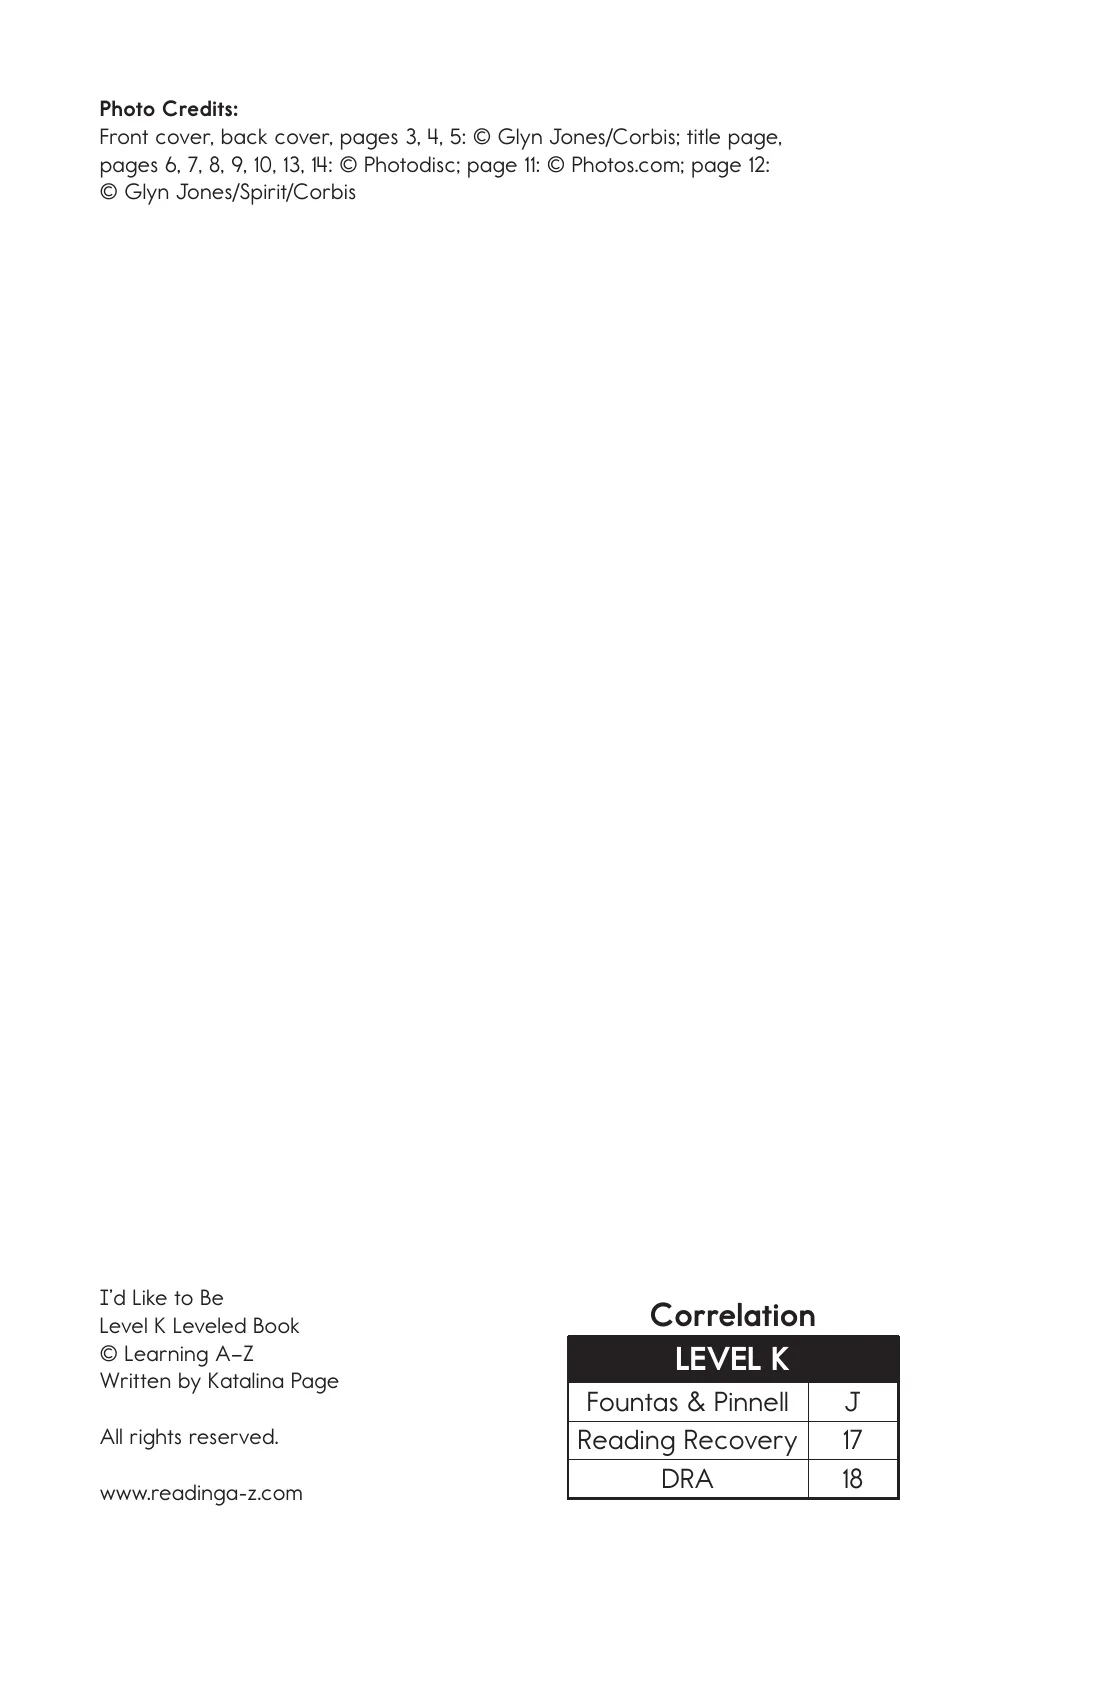 Photo Credits:
Front cover, back cover, pages 3, 4, 5: © Glyn Jones/Corbis; title page,
pages 6, 7, 8, 9, 10, 13, 14: © Photodisc; page 11: © Photos.com; page 12:
© Glyn Jones/Spirit/Corbis
I’d Like to Be
Level K Leveled Book
© Learning A–Z
Written by Katalina Page
All rights reserved.
www.readinga-z.com
Correlation
LEVEL K
Fountas & Pinnell J
Reading Recovery 17
DRA 18